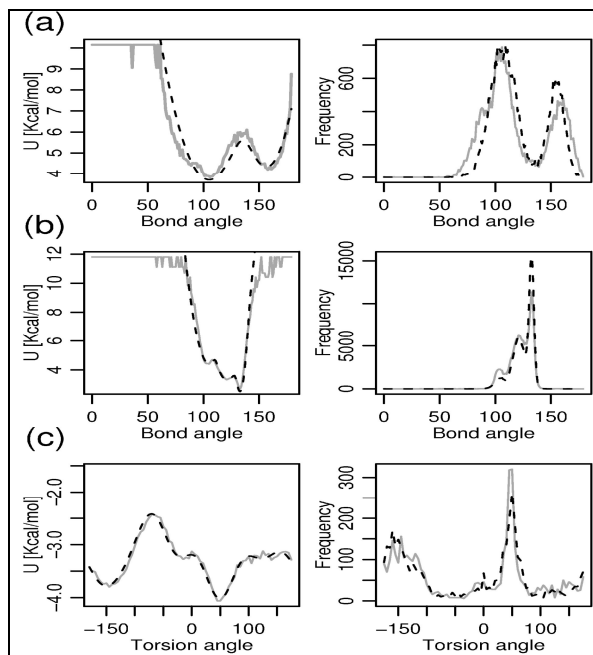 (a)
U [Kcal/mol]
4 5 6 7 8 9
0 50 100 150
Bond angle
Frequency
0 200 400 800
0 50 100 150
Bond angle
(b)
U [Kcal/mol]
4 6 8 10 12
0 50 100 150
Bond angle
Frequency
0 5000 15000
0 50 100 150
Bond angle
(c)
U [Kcal/mol]
−4.0 −3.0 −2.0
−150 0 100
Torsion angle
Frequency
0 100 200 300
−150 0 100
Torsion angle